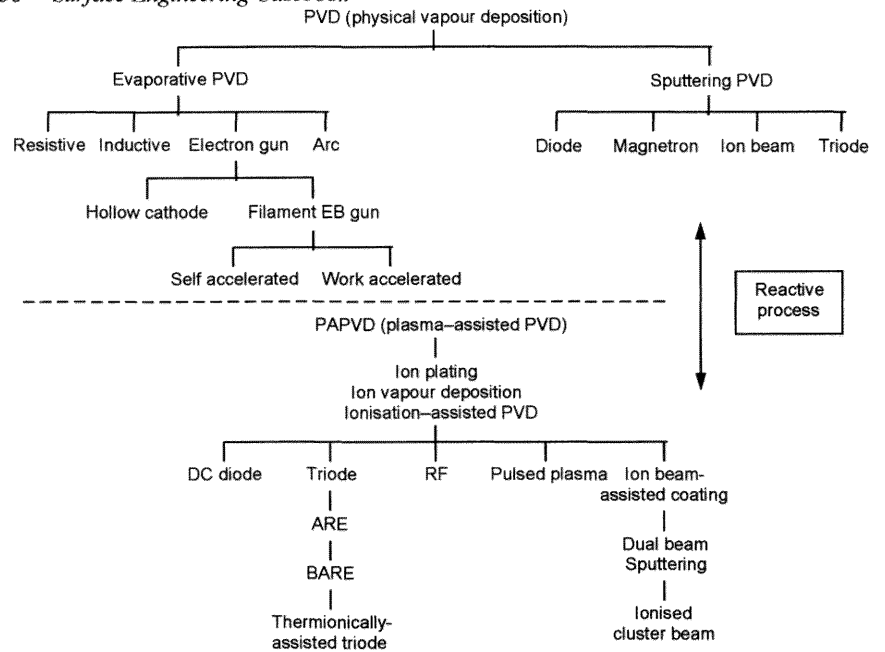 Surface Engineering Casebook
PVD (physical vapour deposition)
Evaporative PVD
Sputtering PVD
Resistive Inductive Electron gun Arc
Diode Magnetron Ion beam Triode
Hollow cathode Filament EB gun
Self accelerated Work accelerated
Reactive
process
PAPVD (plasma–assisted PVD)
Ion plating
Ion vapour deposition
Ionisation–assisted PVD
DC diode Triode RF Pulsed plasma Ion beam-
assisted coating
ARE
Dual beam
Sputtering
BARE
Thermionically-
assisted triode
Ionised
cluster beam